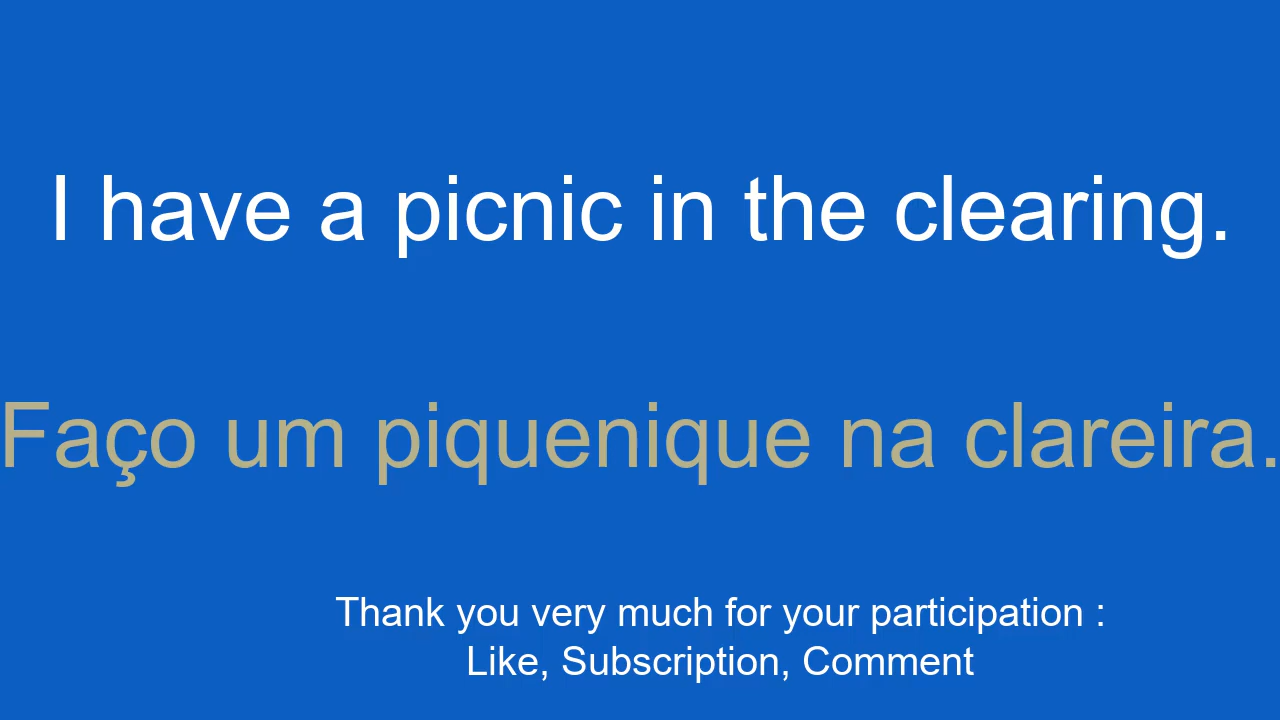 I have a picnic in the clearing.
Faço um piquenique na clareira.
Thank you very much for your participation :
Like, Subscription, Comment